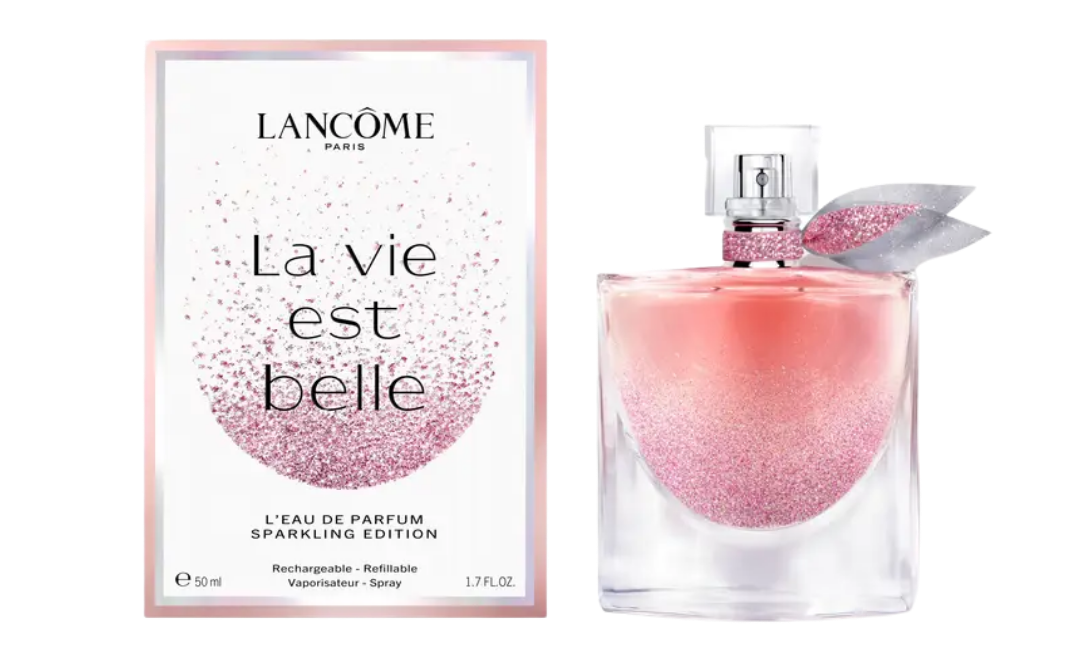 LANCÔME
PARIS
La vie
est
belle
L'EAU DE PARFUM
SPARKLING EDITION
Rechargeable - Refillable
℮ 50 ml Vaporisateur - Spray 1.7 FL.OZ.